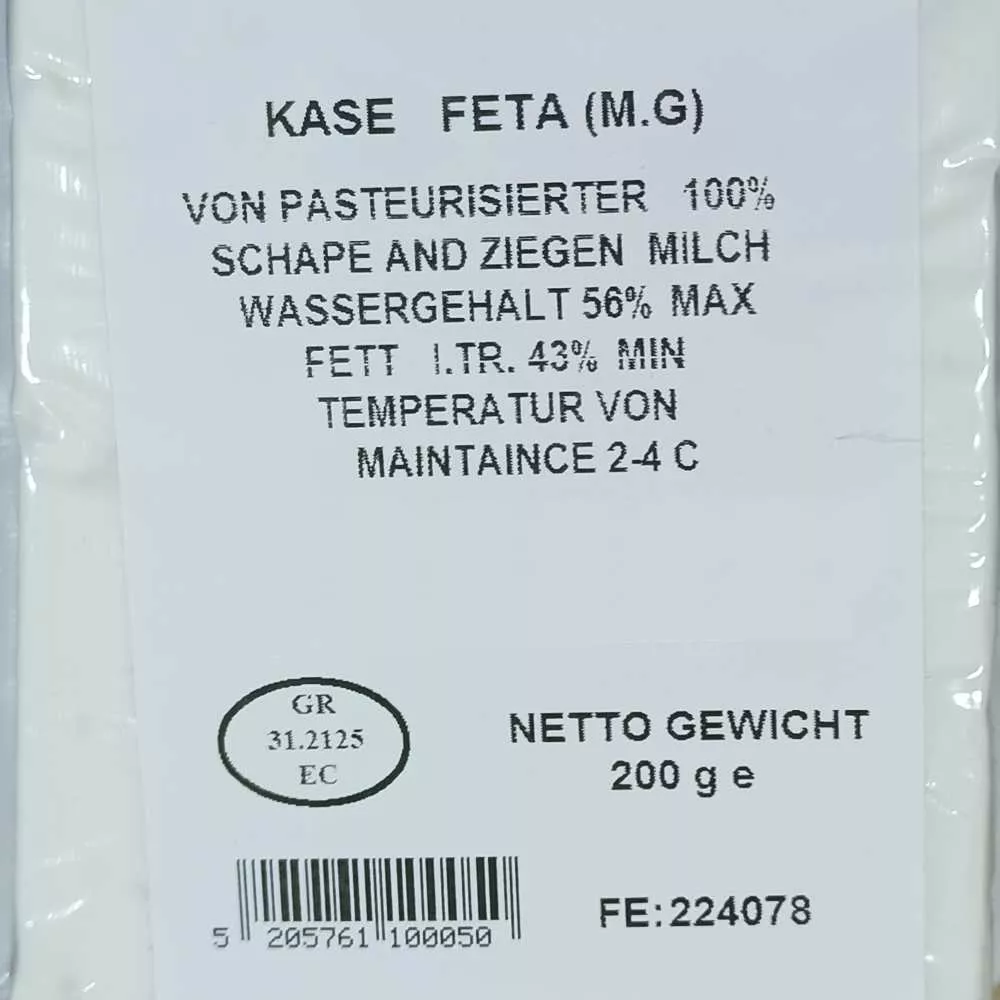 KASE FETA (M.G)
VON PASTEURISIERTER 100%
SCHAPE AND ZIEGEN MILCH
WASSERGEHALT 56% MAX
FETT I.TR. 43% MIN
TEMPERATUR VON
MAINTAINCE 2-4 C
GR
31.2125
EC
NETTO GEWICHT
200 g e
5 205761 100050
FE:224078